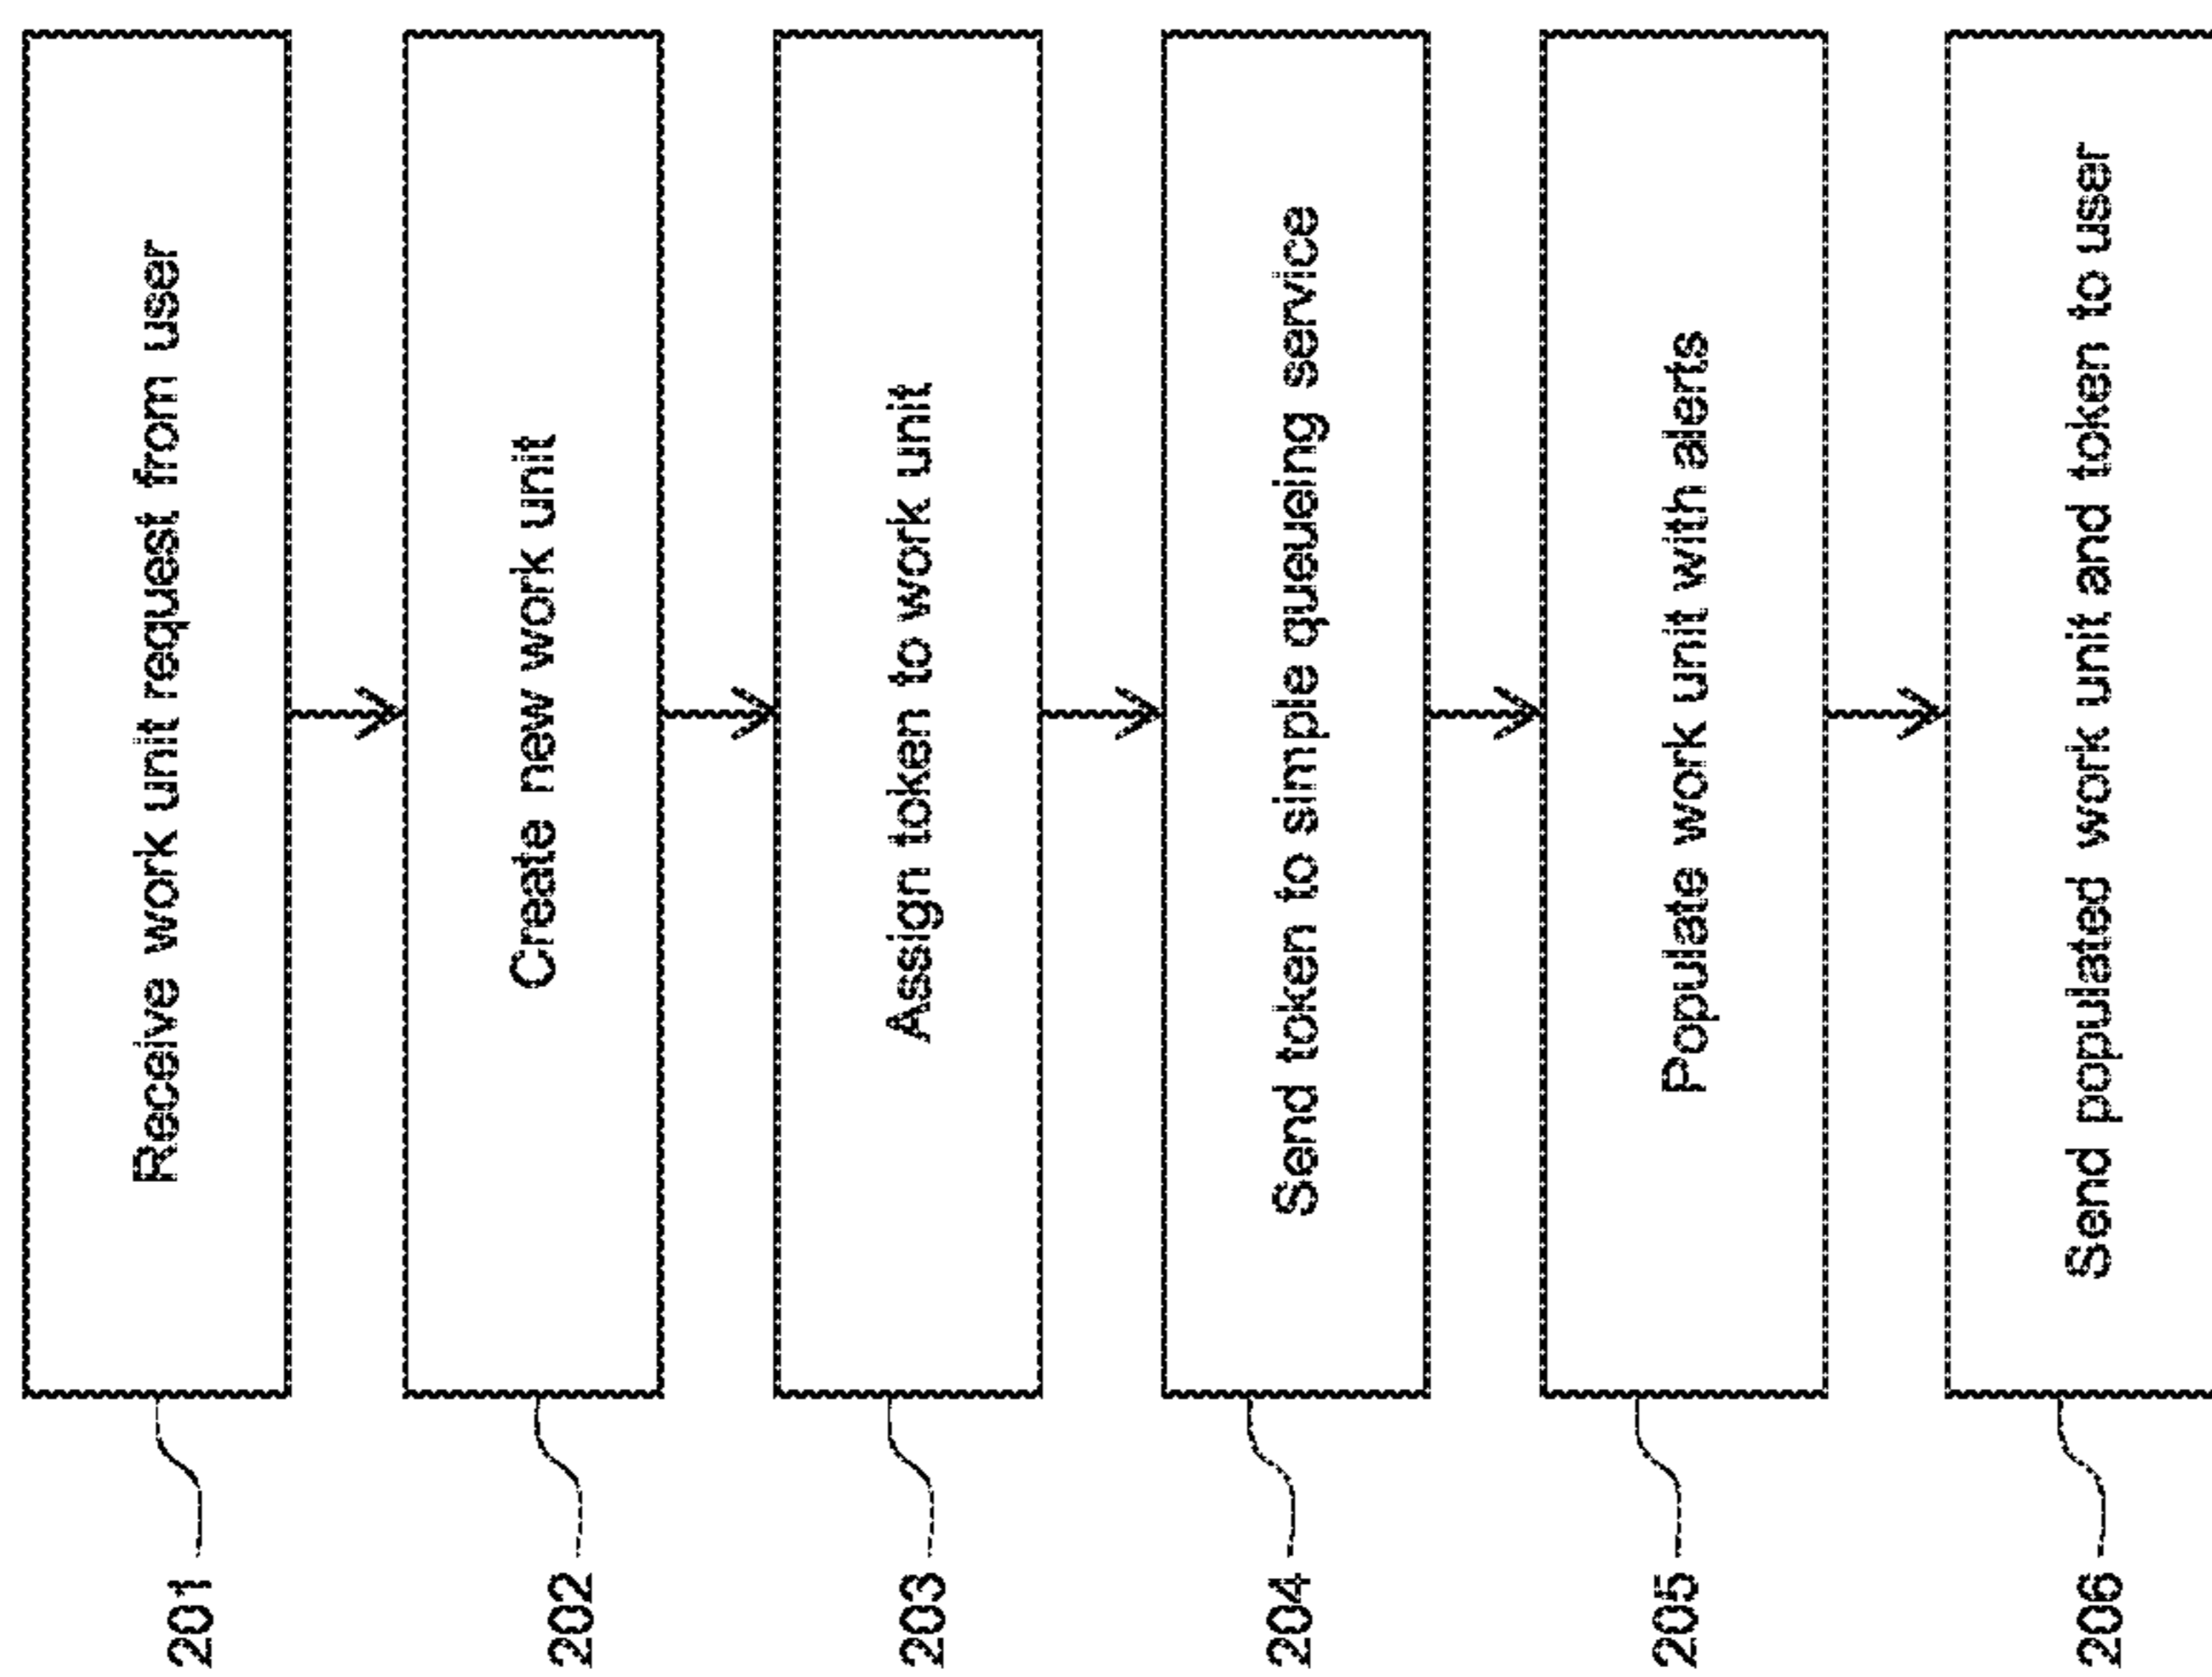 201
Receive work unit request from user
202
Create new work unit
203
Assign token to work unit
204
Send token to simple queueing service
205
Populate work unit with alerts
206
Send populated work unit and token to user